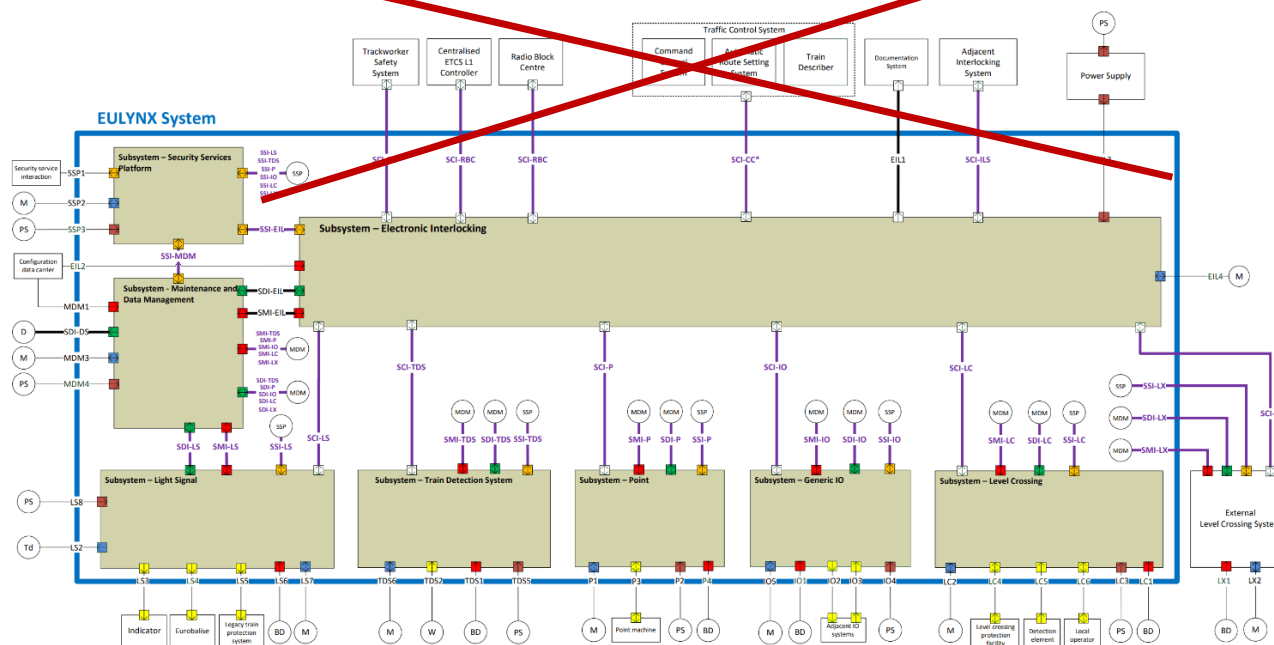 PS
Traffic Control System
Trackworker
Safety
System
Centralised
ETCS L1
Controller
Radio Block
Centre
Command
System
Route Setting
System
Train
Describer
Documentation
System
Adjacent
Interlocking
System
Power Supply
EULYNX System
Subsystem – Security Services
Platform
SSI-LS
SSI-TDS
SSI-P
SSI-IO
SSI-LC
SSP
Security service
interaction
SSP1
M
SSP2
PS
SSP3
SCI-RBC
SCI-RBC
SCI-CC*
EIL1
SCI-ILS
SSI-EIL
Subsystem – Electronic Interlocking
SSI-MDM
Configuration
data carrier
EIL2
Subsystem - Maintenance and
Data Management
SDI-EIL
SMI-EIL
EIL4
M
MDM1
D
SDI-DS
M
MDM3
PS
MDM4
SMI-TDS
SMI-P
SMI-IO
SMI-LC
SMI-LX
MDM
SDI-TDS
SDI-P
SDI-IO
SDI-LC
SDI-LX
MDM
SCI-TDS
SCI-P
SCI-IO
SCI-LC
SSP
SSI-LX
MDM
SDI-LX
MDM
SMI-LX
SCI-
SDI-LS
SMI-LS
SSP
SSI-LS
SCI-LS
MDM
MDM
SSP
SMI-TDS
SDI-TDS
SSI-TDS
MDM
MDM
SSP
SMI-P
SDI-P
SSI-P
MDM
MDM
SSP
SMI-IO
SDI-IO
SSI-IO
MDM
MDM
SSP
SMI-LC
SDI-LC
SSI-LC
Subsystem – Light Signal
Subsystem – Train Detection System
Subsystem – Point
Subsystem – Generic IO
Subsystem – Level Crossing
External
Level Crossing Syste
PS
LS8
Td
LS2
LS3
LS4
LS5
LS6
LS7
TDS6
TDS2
TDS1
TDS5
P1
P3
P2
P4
IO5
IO1
IO2
IO3
IO4
LC2
LC4
LC5
LC6
LC3
LC1
LX1
LX2
Indicator
Eurobalise
Legacy train
protection
system
BD
M
M
W
BD
PS
M
Point machine
PS
BD
M
BD
Adjacent IO
systems
PS
M
Level crossing
protection
facility
Detection
element
Local
operator
PS
BD
BD
M